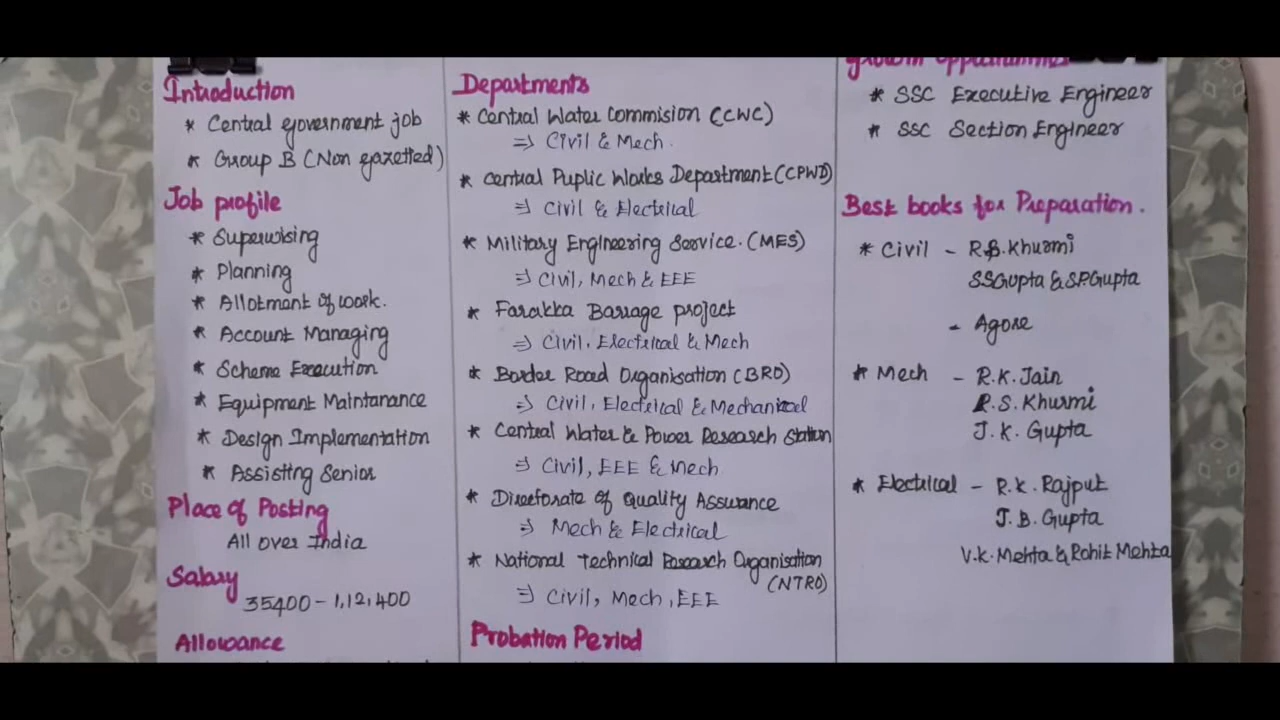 Introduction
* Central government job
* Group B (Non gazetted)
Job profile
* Supervising
* Planning
* Allotment of work.
* Account Managing
* Scheme Execution
* Equipment Maintanance
* Design Implementation
* Assisting Senior
Place of Posting
All over India
Salary
35400 - 1,12,400
Allowance
Departments
* Central Water Commision (CWC)
⇒ Civil & Mech.
* Central Puplic Works Department (CPWD)
⇒ Civil & Electrical
* Military Engineering Service. (MES)
⇒ Civil, Mech & EEE
* Farakka Barrage project
⇒ Civil, Electrical & Mech
* Border Road Organisation (BRO)
⇒ Civil, Electrical & Mechanical
* Central Water & Power Research Station
⇒ Civil, EEE & Mech
* Directorate of Quality Assurance
⇒ Mech & Electrical
* National Technical Research Organisation
(NTRO)
⇒ Civil, Mech, EEE
Probation Period
* SSC Executive Engineer
* SSC Section Engineer
Best books for Preparation.
* Civil - R.S. Khurmi
SSGupta & S.P.Gupta
- Agore
* Mech - R.K. Jain
R.S. Khurmi
J.K. Gupta
* Electrical - R.K. Rajput
J.B. Gupta
V.K. Mehta & Rohit Mehta